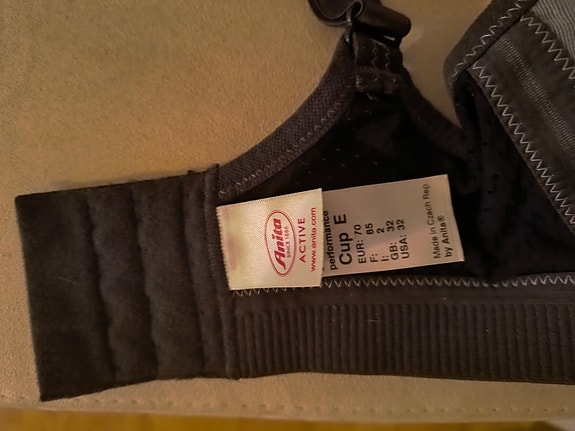 Anita
SINCE 1886
ACTIVE
www.anita.com
performance
Cup E
EUR: 70
F: 85
I: 2
GB: 32
USA: 32
Made in Czech Rep.
by Anita®